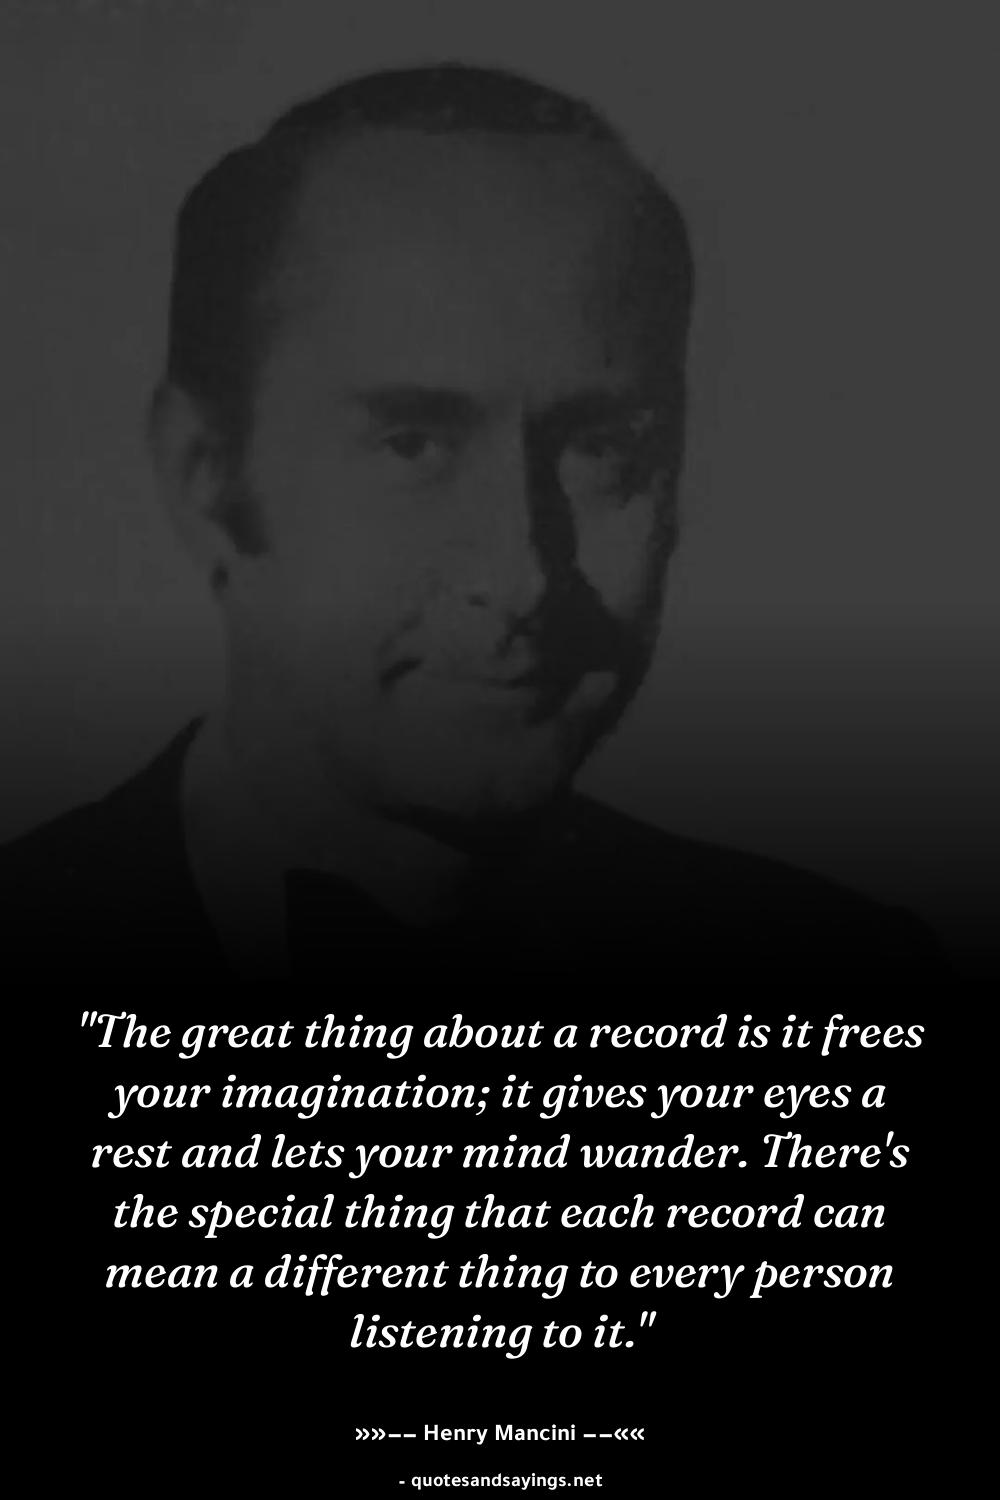 "The great thing about a record is it frees
your imagination; it gives your eyes a
rest and lets your mind wander. There's
the special thing that each record can
mean a different thing to every person
listening to it."
»»–– Henry Mancini ––««
- quotesandsayings.net